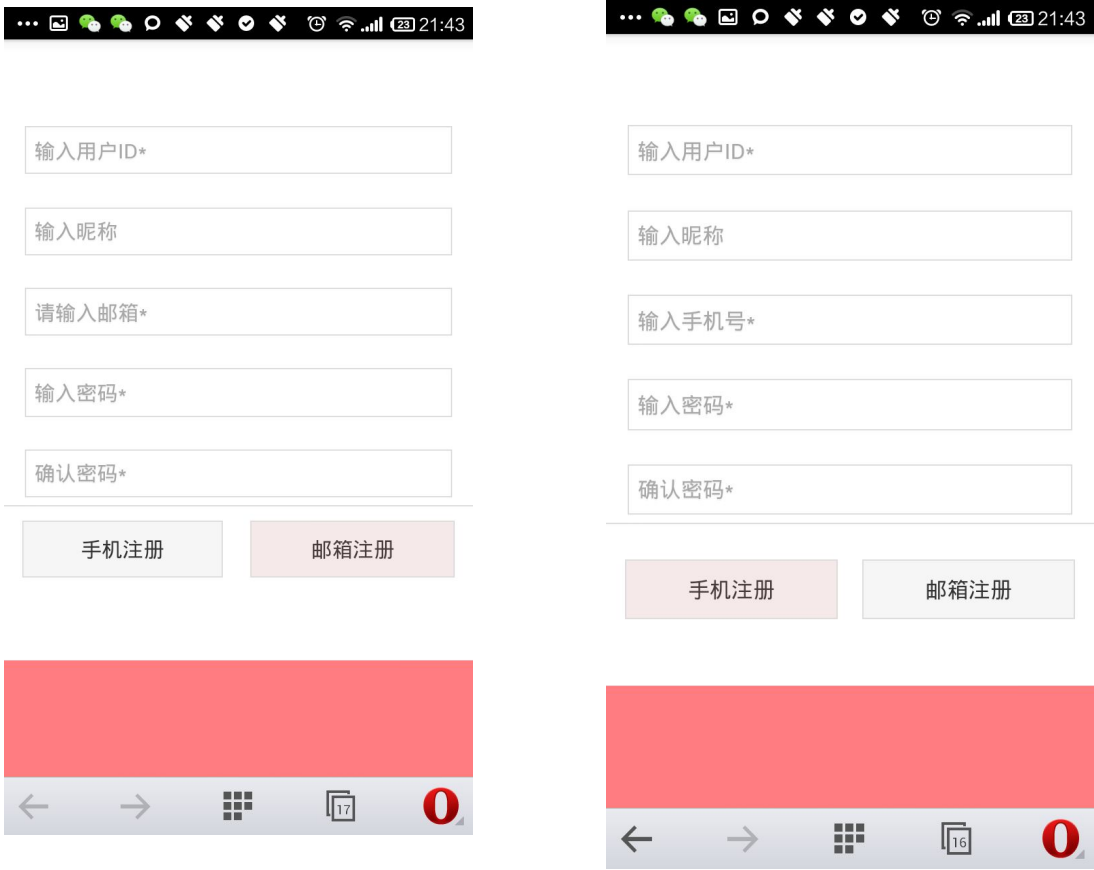 23 21:43
输入用户ID*
输入昵称
请输入邮箱*
输入密码*
确认密码*
手机注册 邮箱注册
17
23 21:43
输入用户ID*
输入昵称
输入手机号*
输入密码*
确认密码*
手机注册 邮箱注册
16